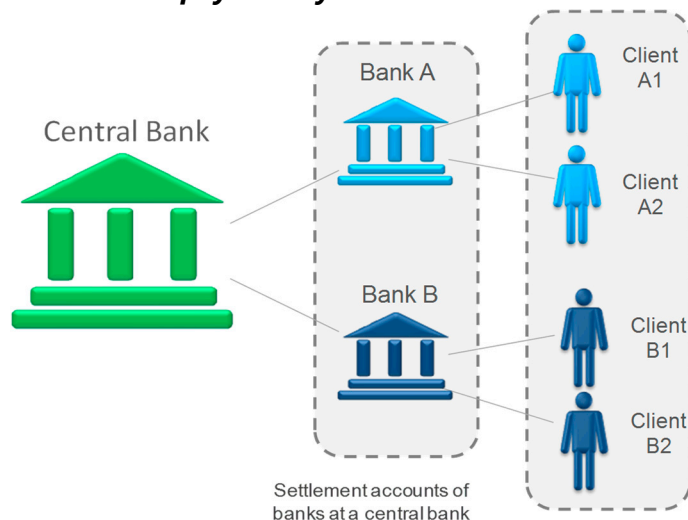 Central Bank
Bank A
Bank B
Client
A1
Client
A2
Client
B1
Client
B2
Settlement accounts of
banks at a central bank